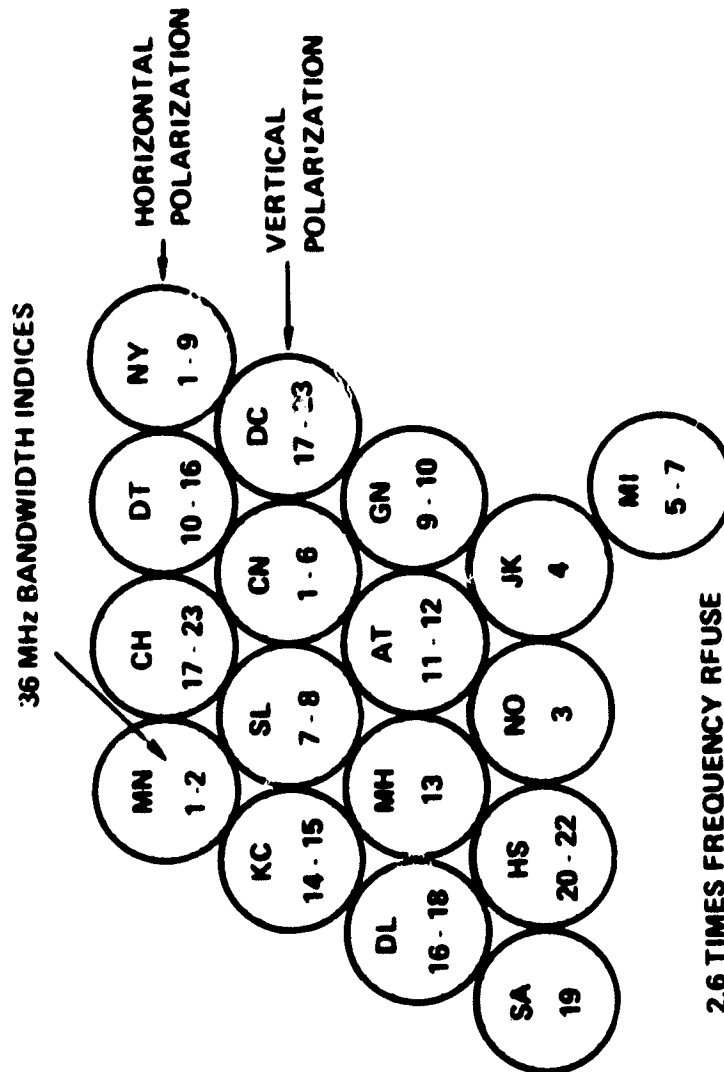 36 MHz BANDWIDTH INDICES
MN
1-2
CH
17 - 23
DT
10 - 16
NY
1 - 9
HORIZONTAL
POLARIZATION
KC
14 - 15
SL
7 - 8
CN
1 - 6
DC
17 - 23
VERTICAL
POLARIZATION
DL
16 - 18
MH
13
AT
11 - 12
GN
9 - 10
SA
19
HS
20 - 22
NO
3
JK
4
MI
5 - 7
2.6 TIMES FREQUENCY RFUSE